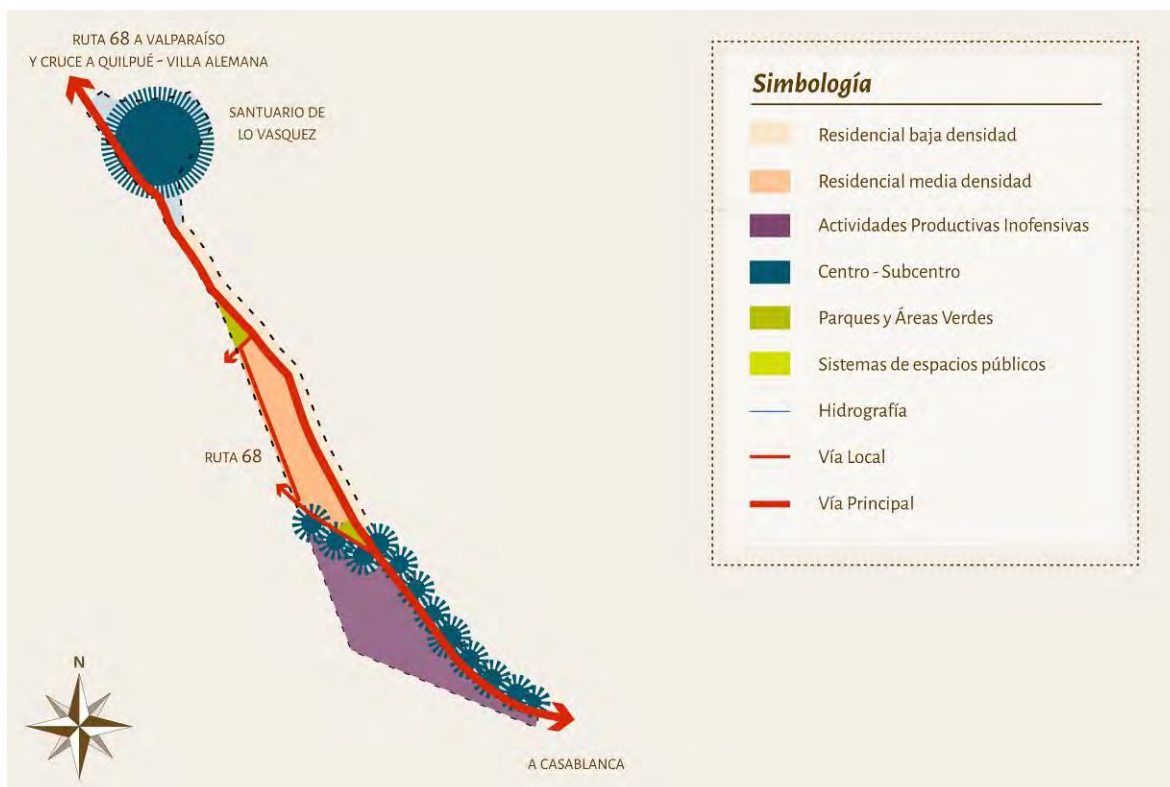 RUTA 68 A VALPARAÍSO
Y CRUCE A QUILPUÉ - VILLA ALEMANA
SANTUARIO DE
LO VASQUEZ
RUTA 68
N
A CASABLANCA
Simbología
Residencial baja densidad
Residencial media densidad
Actividades Productivas Inofensivas
Centro - Subcentro
Parques y Áreas Verdes
Sistemas de espacios públicos
Hidrografía
Vía Local
Vía Principal